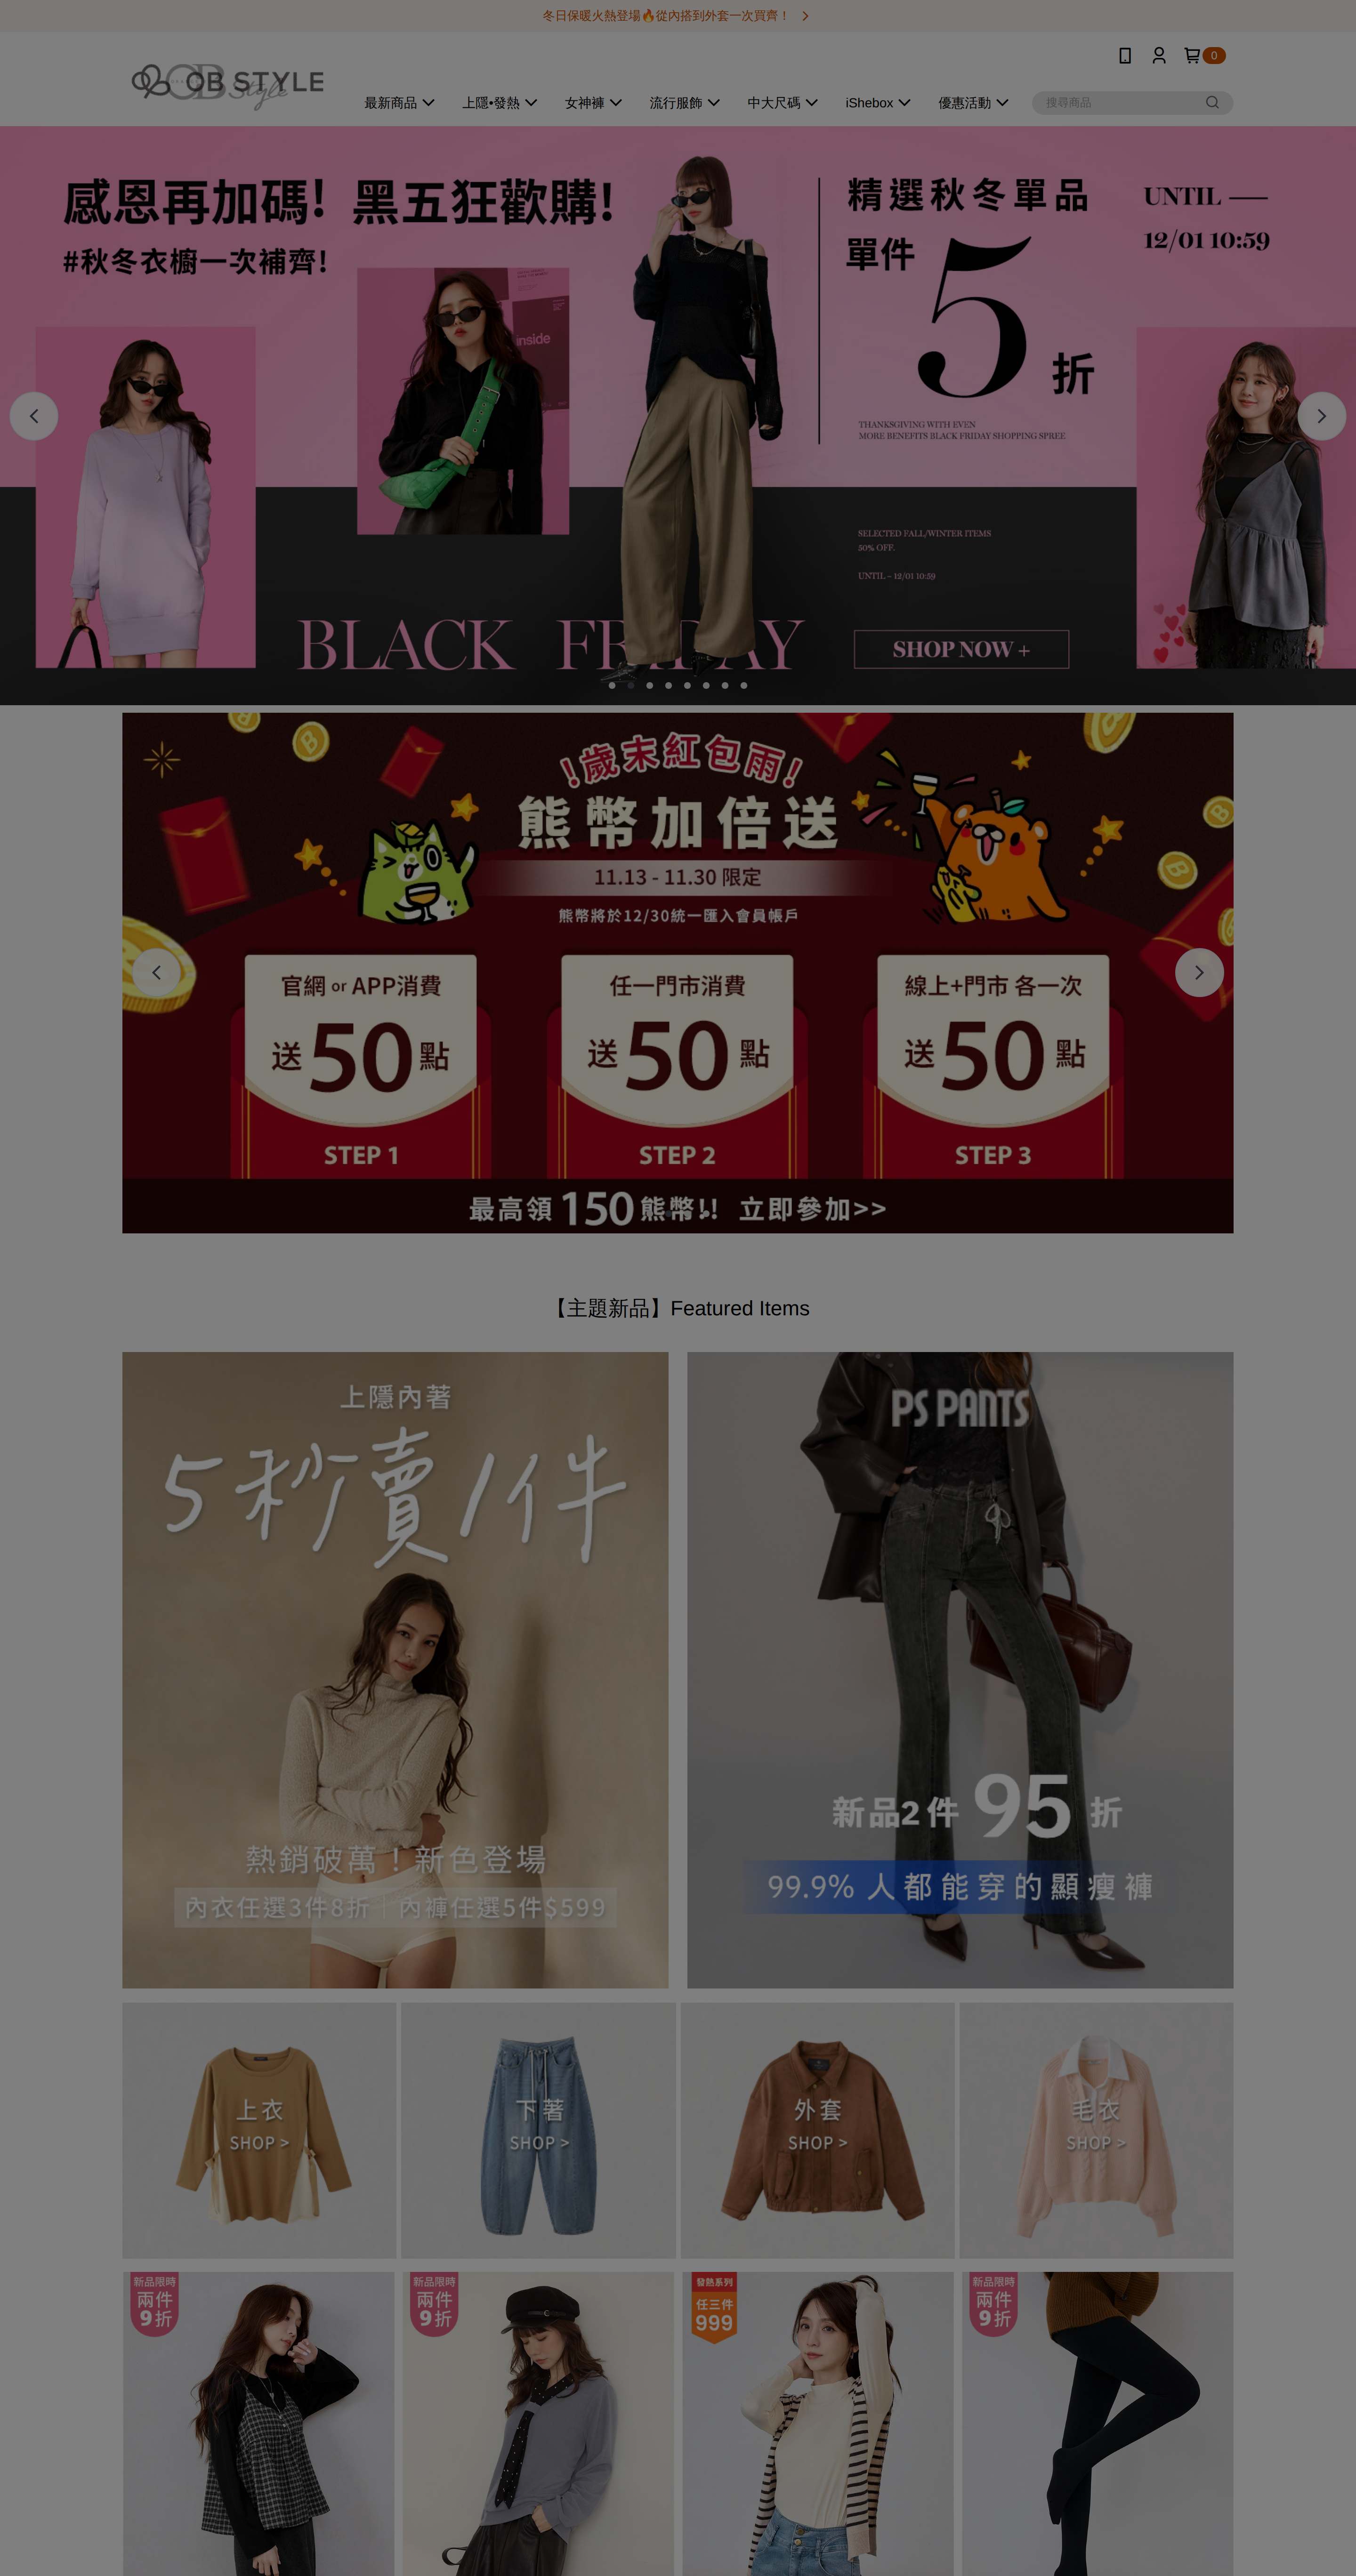 冬日保暖火熱登場🔥從內搭到外套一次買齊！
0
OB STYLE
最新商品
上隱•發熱
女神褲
流行服飾
中大尺碼
iShebox
優惠活動
搜尋商品
感恩再加碼! 黑五狂歡購!
#秋冬衣櫥一次補齊!
inside
精選秋冬單品
單件 5 折
UNTIL
12/01 10:59
THANKSGIVING WITH EVEN
MORE BENEFITS BLACK FRIDAY SHOPPING SPREE
SELECTED FALL/WINTER ITEMS
50% OFF.
UNTIL – 12/01 10:59
BLACK FRIDAY
SHOP NOW +
!歲末紅包雨!
熊幣加倍送
11.13 - 11.30 限定
熊幣將於12/30統一匯入會員帳戶
官網 or APP消費
送 50 點
STEP 1
任一門市消費
送 50 點
STEP 2
線上+門市 各一次
送 50 點
STEP 3
最高領 150 熊幣!! 立即參加>>
【主題新品】Featured Items
上隱內著
5秒賣1件
熱銷破萬！新色登場
內衣任選3件8折 | 內褲任選5件$599
PS PANTS
新品2件 95 折
99.9% 人都能穿的顯瘦褲
上衣
SHOP >
下著
SHOP >
外套
SHOP >
毛衣
SHOP >
新品限時
兩件
9折
新品限時
兩件
9折
發熱系列
任三件
999
新品限時
兩件
9折